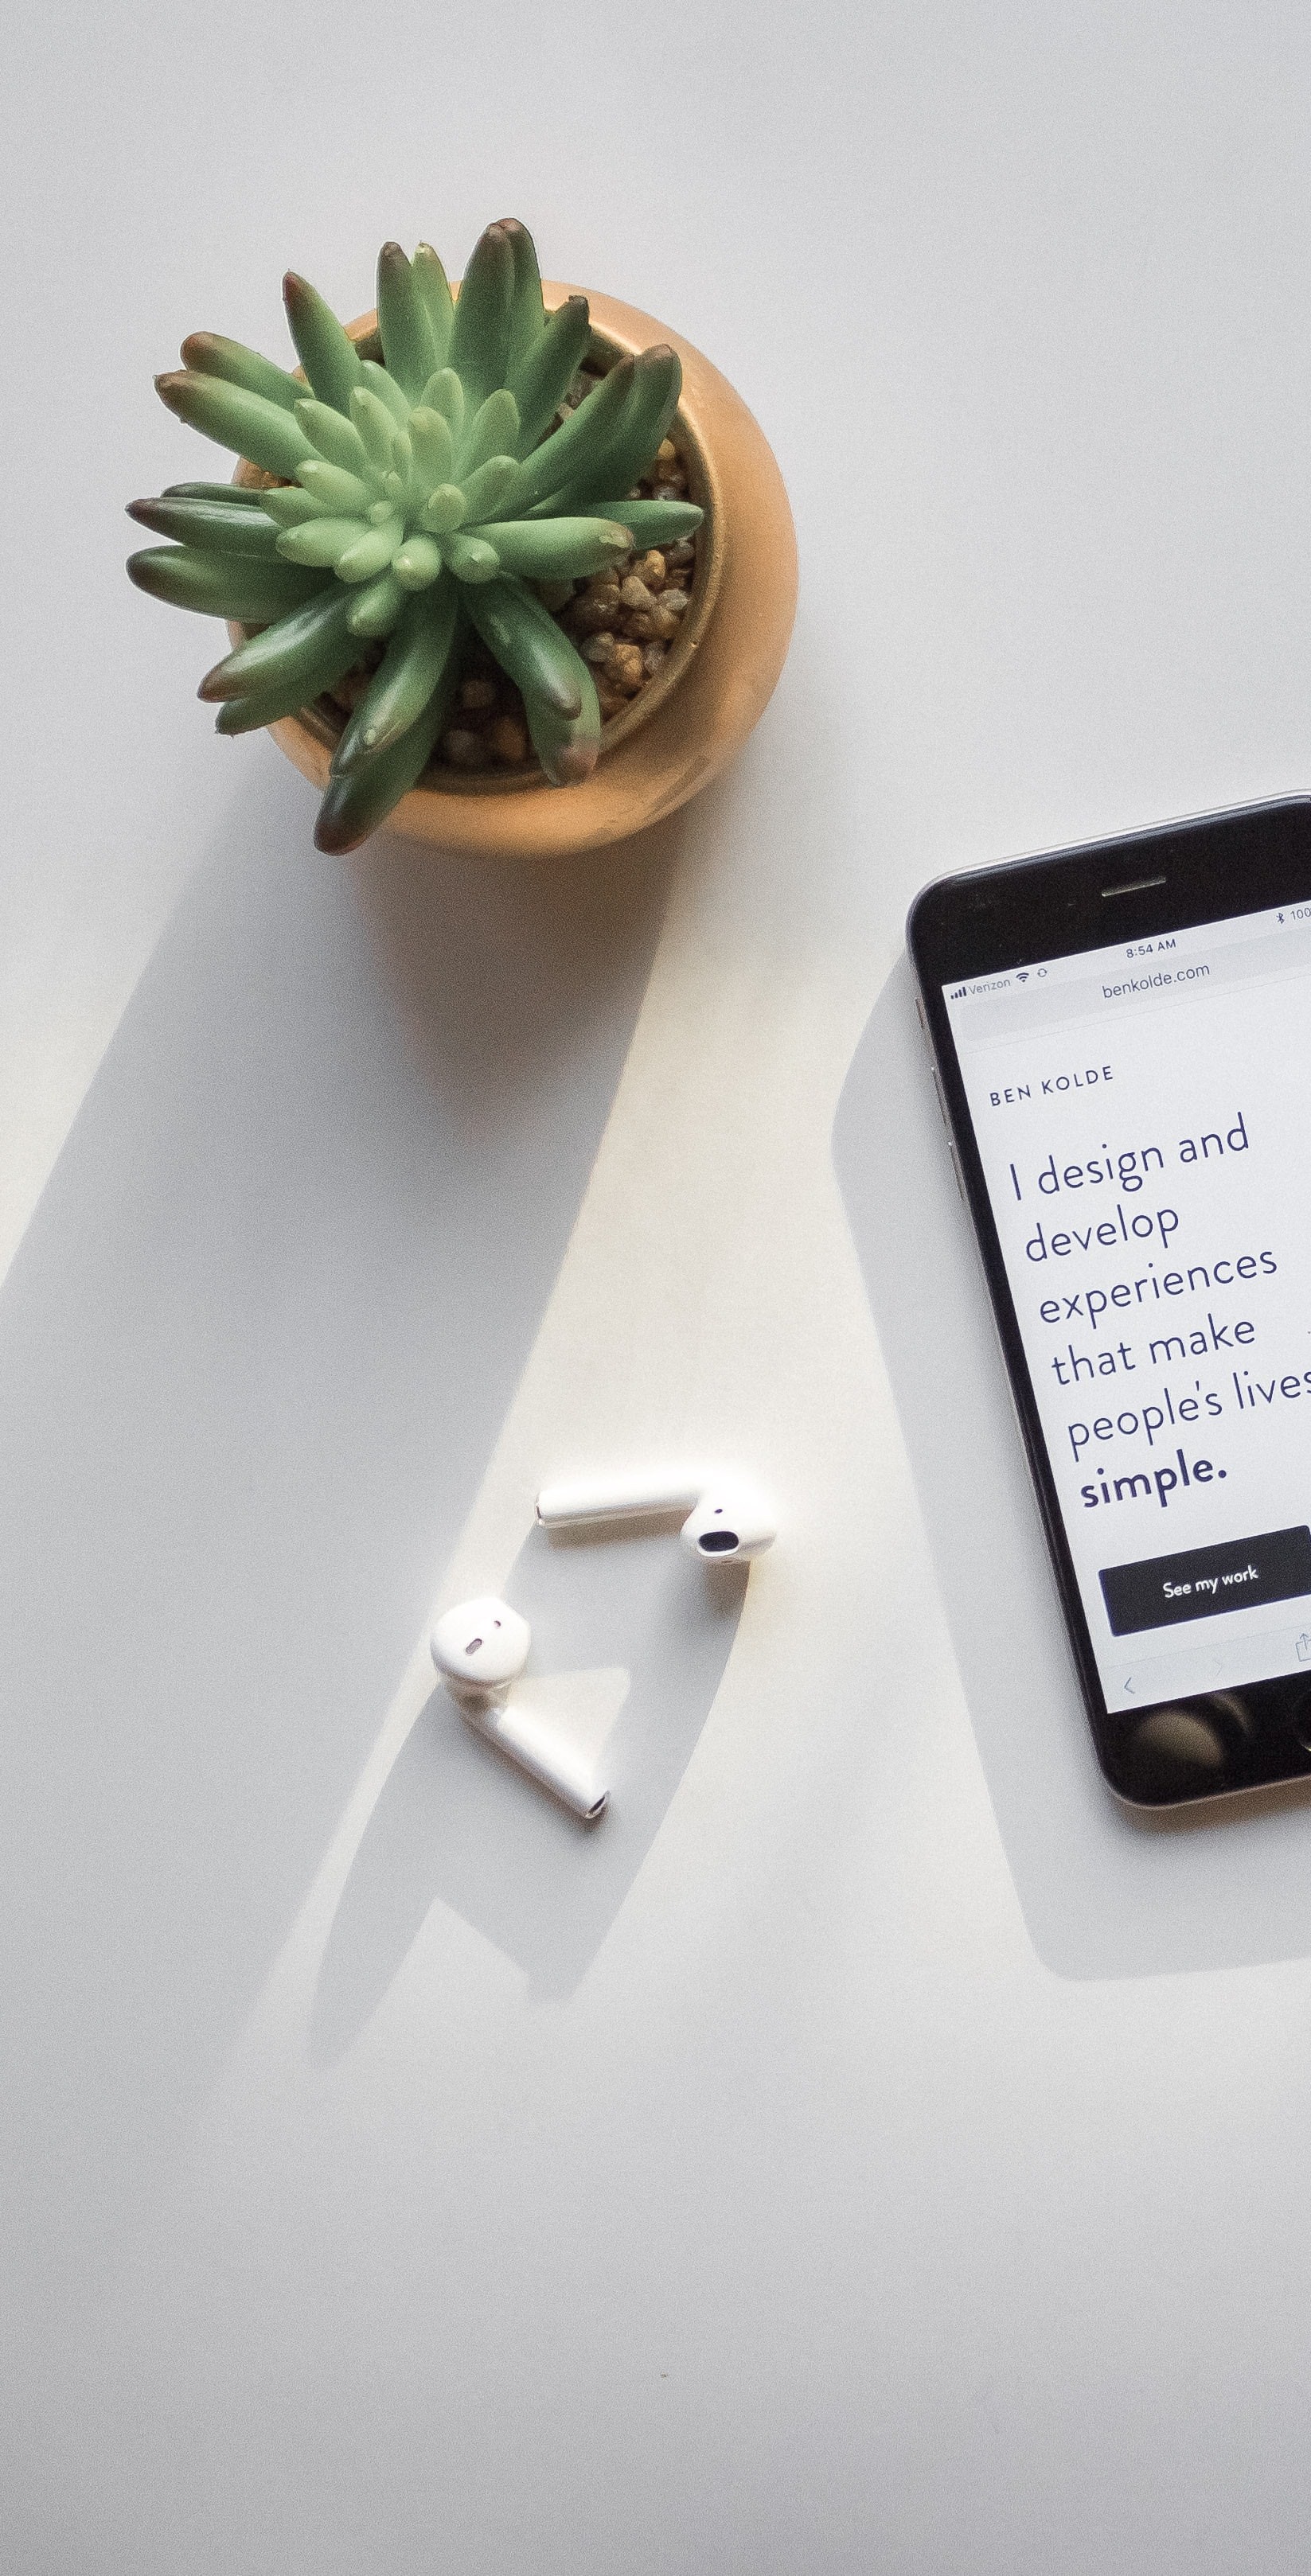 Verizon 8:54 AM 100
benkolde.com
BEN KOLDE
I design and
develop
experiences
that make
people's lives
simple.
See my work